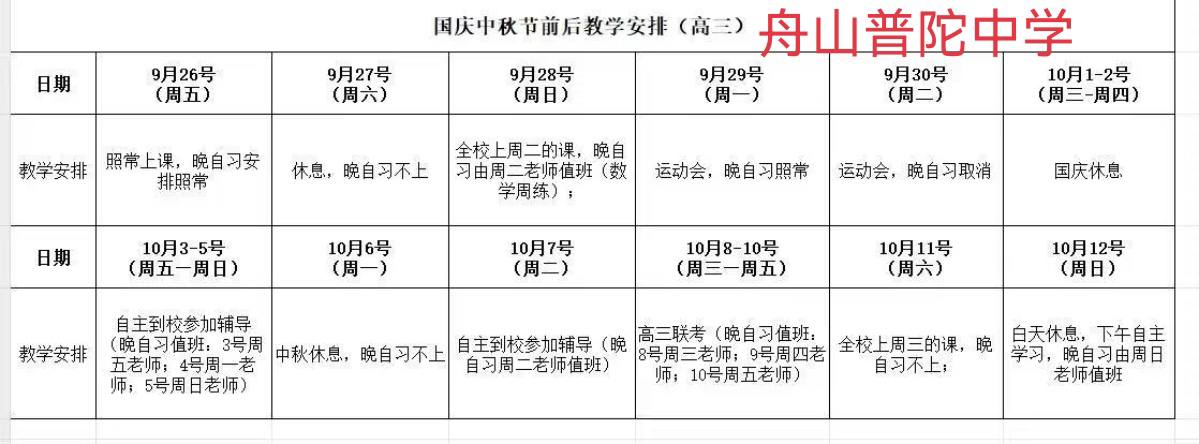 国庆中秋节前后教学安排（高三）
舟山普陀中学
日期
9月26号
（周五）
9月27号
（周六）
9月28号
（周日）
9月29号
（周一）
9月30号
（周二）
10月1-2号
（周三-周四）
教学安排
照常上课，晚自习安
排照常
休息，晚自习不上
全校上周二的课，晚自
习由周二老师值班（数
学周练）；
运动会，晚自习照常
运动会，晚自习取消
国庆休息
日期
10月3-5号
（周五—周日）
10月6号
（周一）
10月7号
（周二）
10月8-10号
（周三—周五）
10月11号
（周六）
10月12号
（周日）
教学安排
自主到校参加辅导
（晚自习值班：3号周
五老师；4号周一老
师；5号周日老师）
中秋休息，晚自习不上
自主到校参加辅导（晚
自习周二老师值班）
高三联考（晚自习值班：
8号周三老师；9号周四老
师；10号周五老师）
全校上周三的课，晚
自习不上；
白天休息，下午自主
学习，晚自习由周日
老师值班